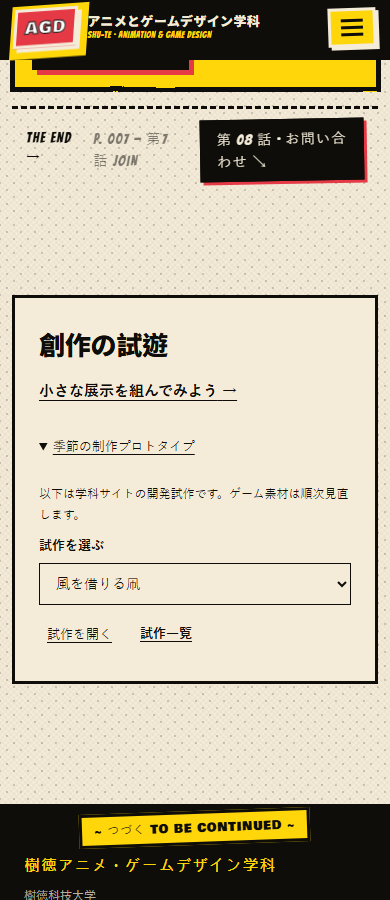 AGD
アニメとゲームデザイン学科
SHU-TE・ANIMATION & GAME DESIGN
THE END
→
P. 007 — 第7
話 JOIN
第 08 話・お問い合
わせ ↘
創作の試遊
小さな展示を組んでみよう →
▼ 季節の制作プロトタイプ
以下は学科サイトの開発試作です。ゲーム素材は順次見直
します。
試作を選ぶ
風を借りる凧
試作を開く 試作一覧
~ つづく TO BE CONTINUED ~
樹徳アニメ・ゲームデザイン学科
樹徳科技大学